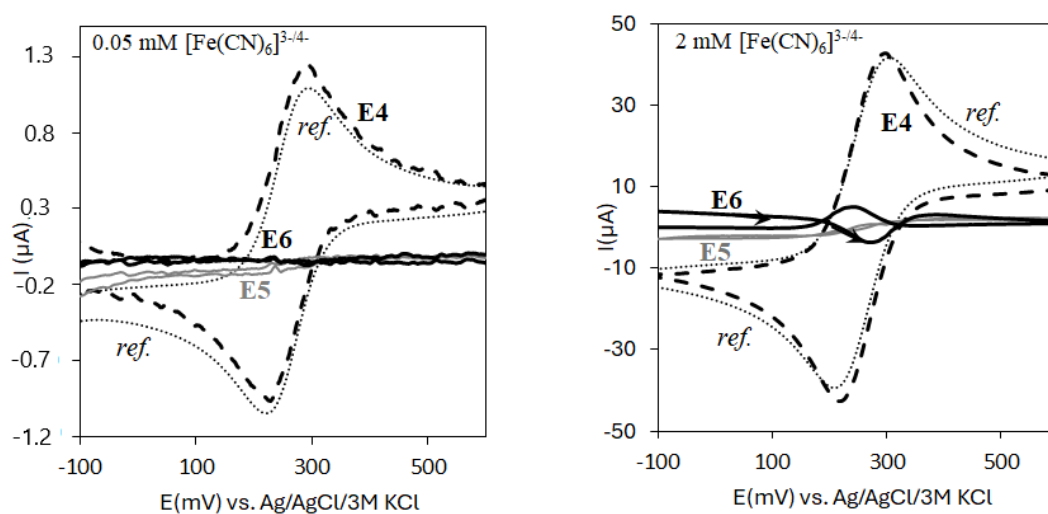 0.05 mM [Fe(CN)₆]³⁻/⁴⁻
1.3
0.8
0.3
-0.2
-0.7
-1.2
I (µA)
E4
ref.
E6
E5
ref.
-100
100
300
500
E(mV) vs. Ag/AgCl/3M KCl
2 mM [Fe(CN)₆]³⁻/⁴⁻
50
30
10
-10
-30
-50
I(µA)
ref.
E4
E6
E5
ref.
-100
100
300
500
E(mV) vs. Ag/AgCl/3M KCl